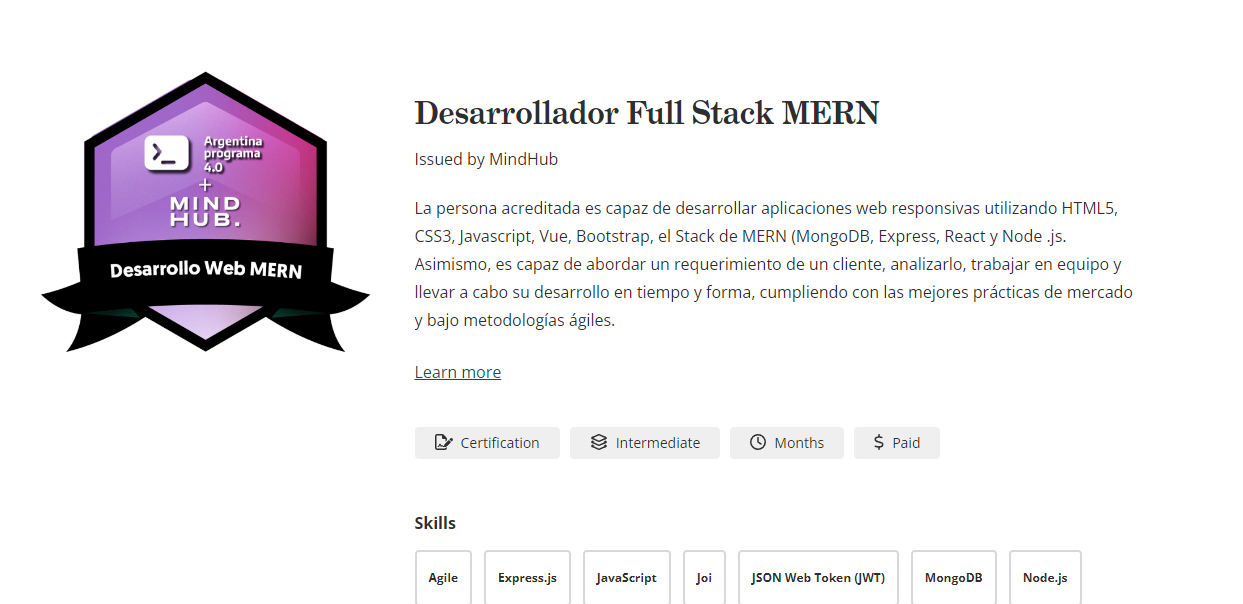 Argentina
programa
4.0
+
MIND
HUB.
Desarrollo Web MERN
Desarrollador Full Stack MERN
Issued by MindHub
La persona acreditada es capaz de desarrollar aplicaciones web responsivas utilizando HTML5,
CSS3, Javascript, Vue, Bootstrap, el Stack de MERN (MongoDB, Express, React y Node .js.
Asimismo, es capaz de abordar un requerimiento de un cliente, analizarlo, trabajar en equipo y
llevar a cabo su desarrollo en tiempo y forma, cumpliendo con las mejores prácticas de mercado
y bajo metodologías ágiles.
Learn more
Certification Intermediate Months $ Paid
Skills
Agile Express.js JavaScript Joi JSON Web Token (JWT) MongoDB Node.js